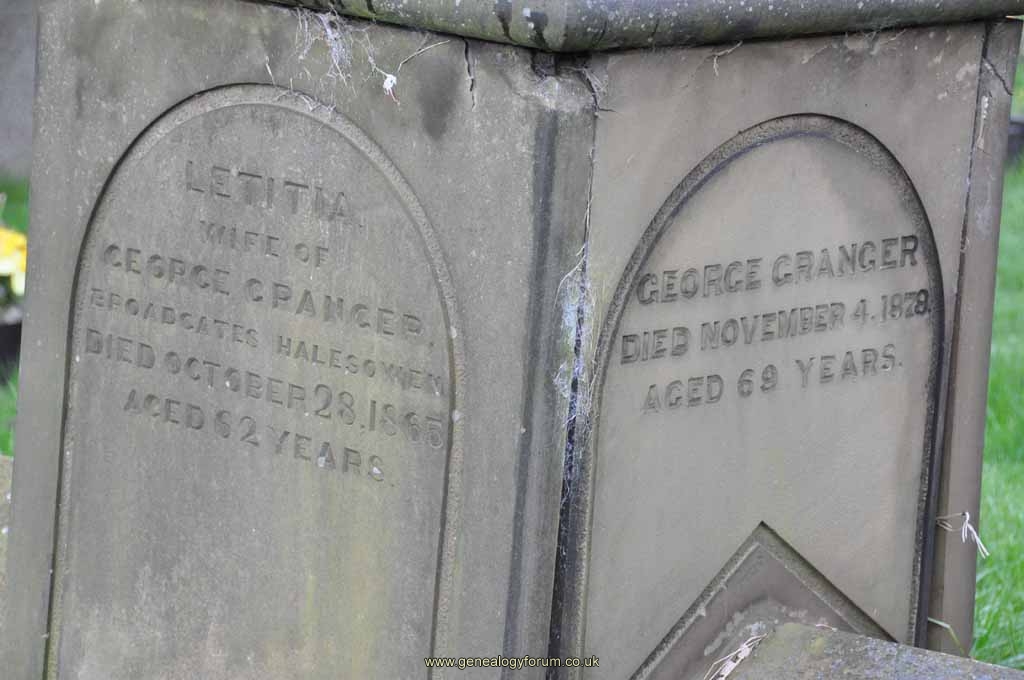 LETITIA
WIFE OF
GEORGE GRANGER,
BROADGATES HALESOWEN
DIED OCTOBER 28. 1865
AGED 62 YEARS.
GEORGE GRANGER
DIED NOVEMBER 4. 1878.
AGED 69 YEARS.
www.genealogyforum.co.uk